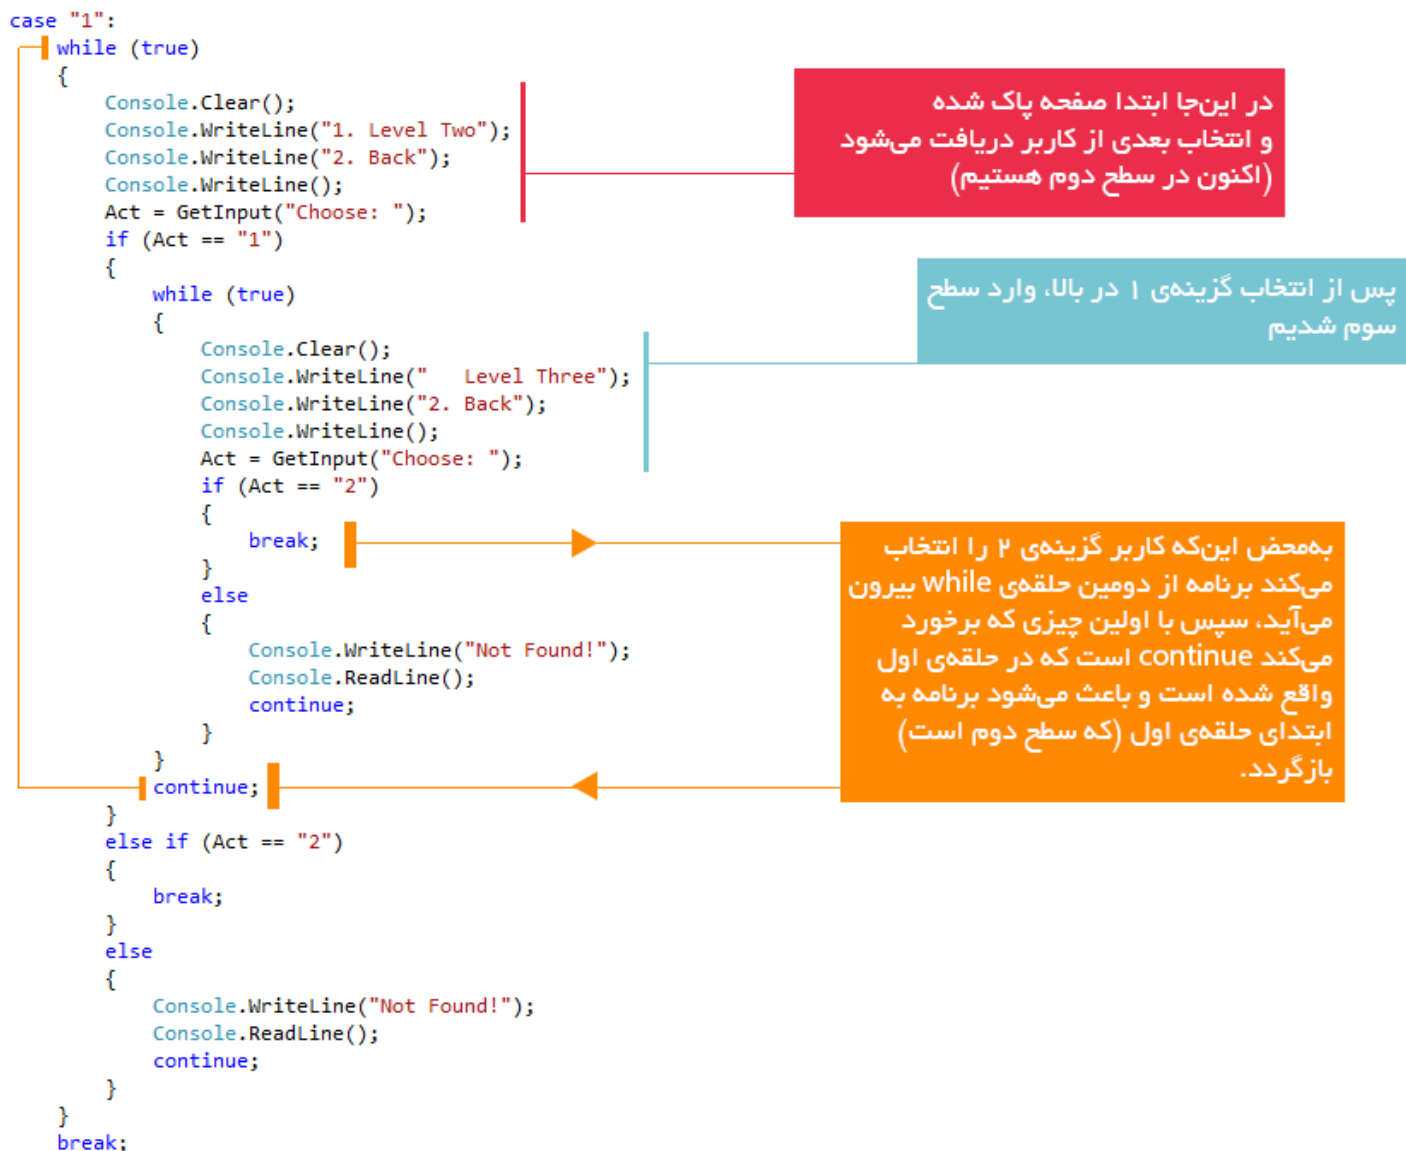 case "1":
while (true)
{
Console.Clear();
Console.WriteLine("1. Level Two");
Console.WriteLine("2. Back");
Console.WriteLine();
Act = GetInput("Choose: ");
if (Act == "1")
{
while (true)
{
Console.Clear();
Console.WriteLine("   Level Three");
Console.WriteLine("2. Back");
Console.WriteLine();
Act = GetInput("Choose: ");
if (Act == "2")
{
break;
}
else
{
Console.WriteLine("Not Found!");
Console.ReadLine();
continue;
}
}
continue;
}
else if (Act == "2")
{
break;
}
else
{
Console.WriteLine("Not Found!");
Console.ReadLine();
continue;
}
}
break;
در این‌جا ابتدا صفحه پاک شده
و انتخاب بعدی از کاربر دریافت می‌شود
(اکنون در سطح دوم هستیم)
پس از انتخاب گزینه‌ی ۱ در بالا، وارد سطح
سوم شدیم
به‌محض این‌که کاربر گزینه‌ی ۲ را انتخاب
می‌کند برنامه از دومین حلقه‌ی while بیرون
می‌آید، سپس با اولین چیزی که برخورد
می‌کند continue است که در حلقه‌ی اول
واقع شده است و باعث می‌شود برنامه به
ابتدای حلقه‌ی اول (که سطح دوم است)
بازگردد.